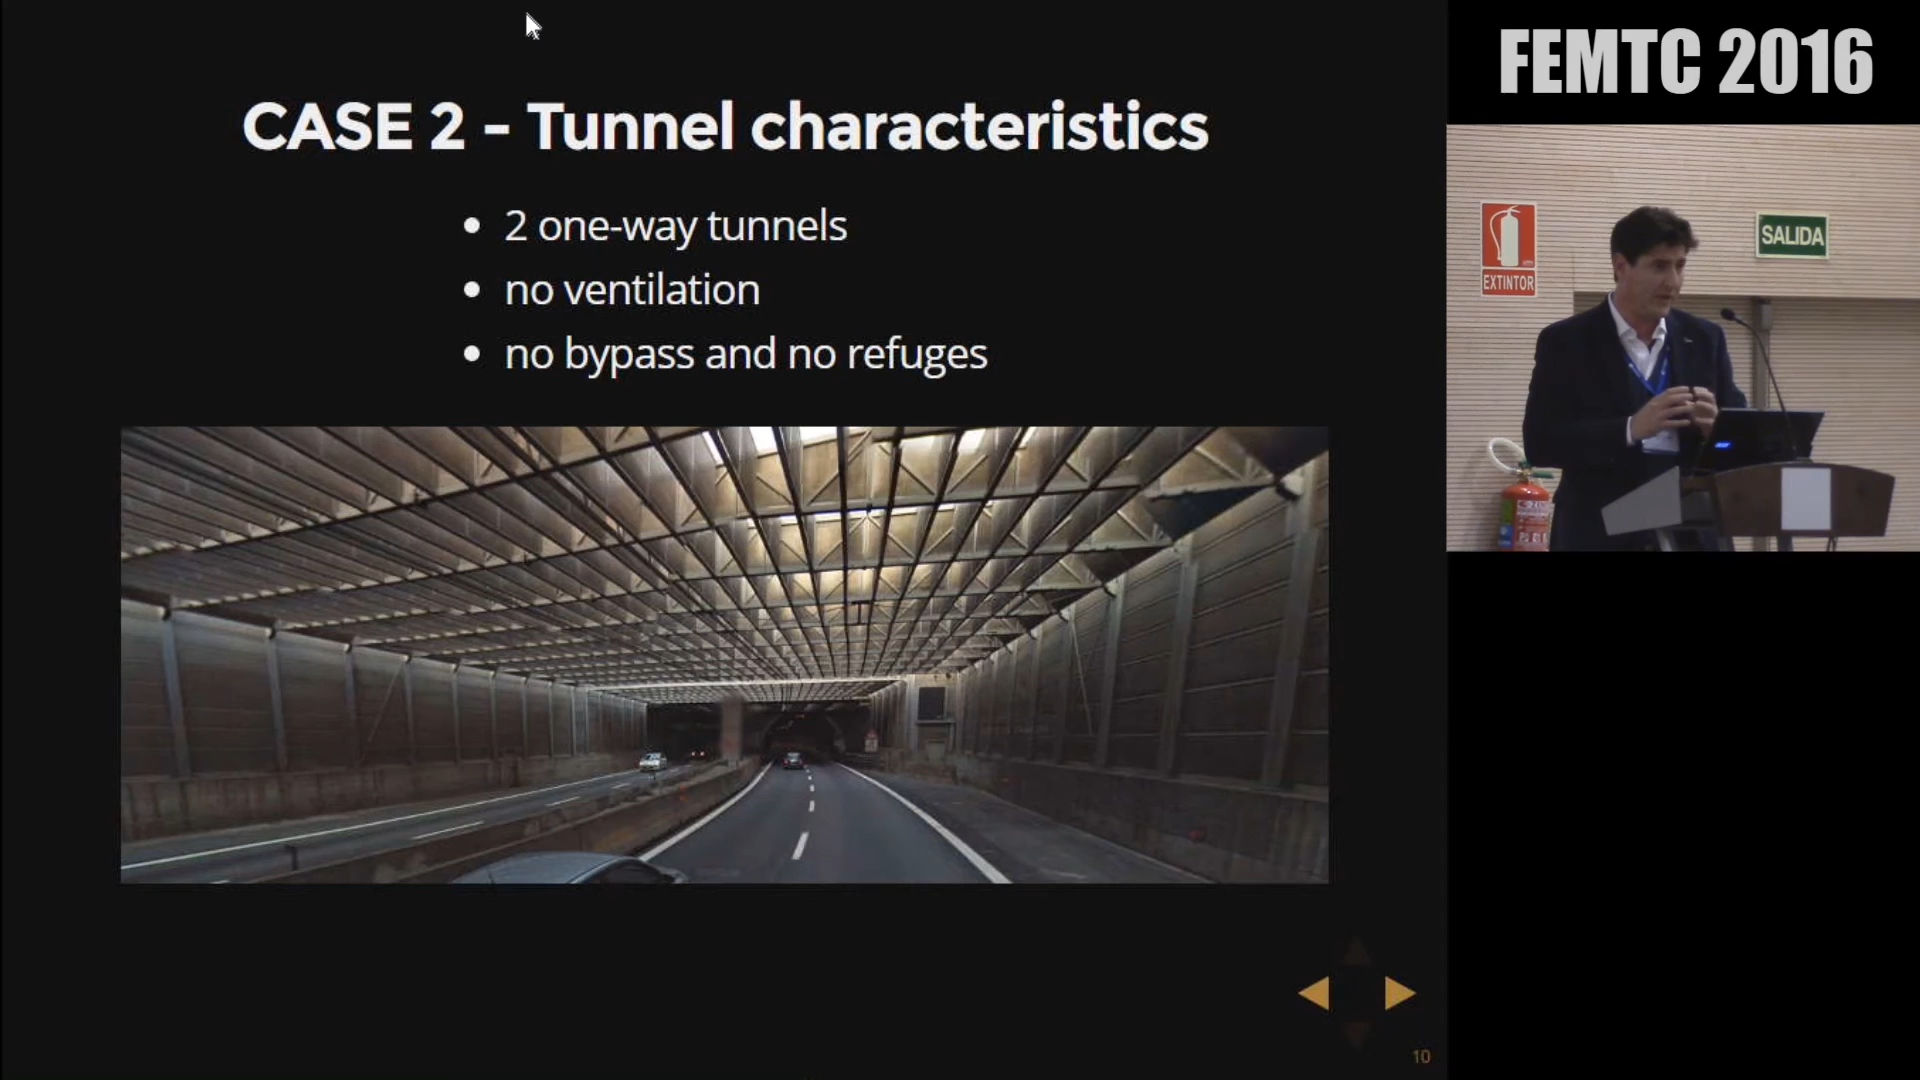 CASE 2 - Tunnel characteristics
2 one-way tunnels
no ventilation
no bypass and no refuges
10
FEMTC 2016
EXTINTOR
SALIDA